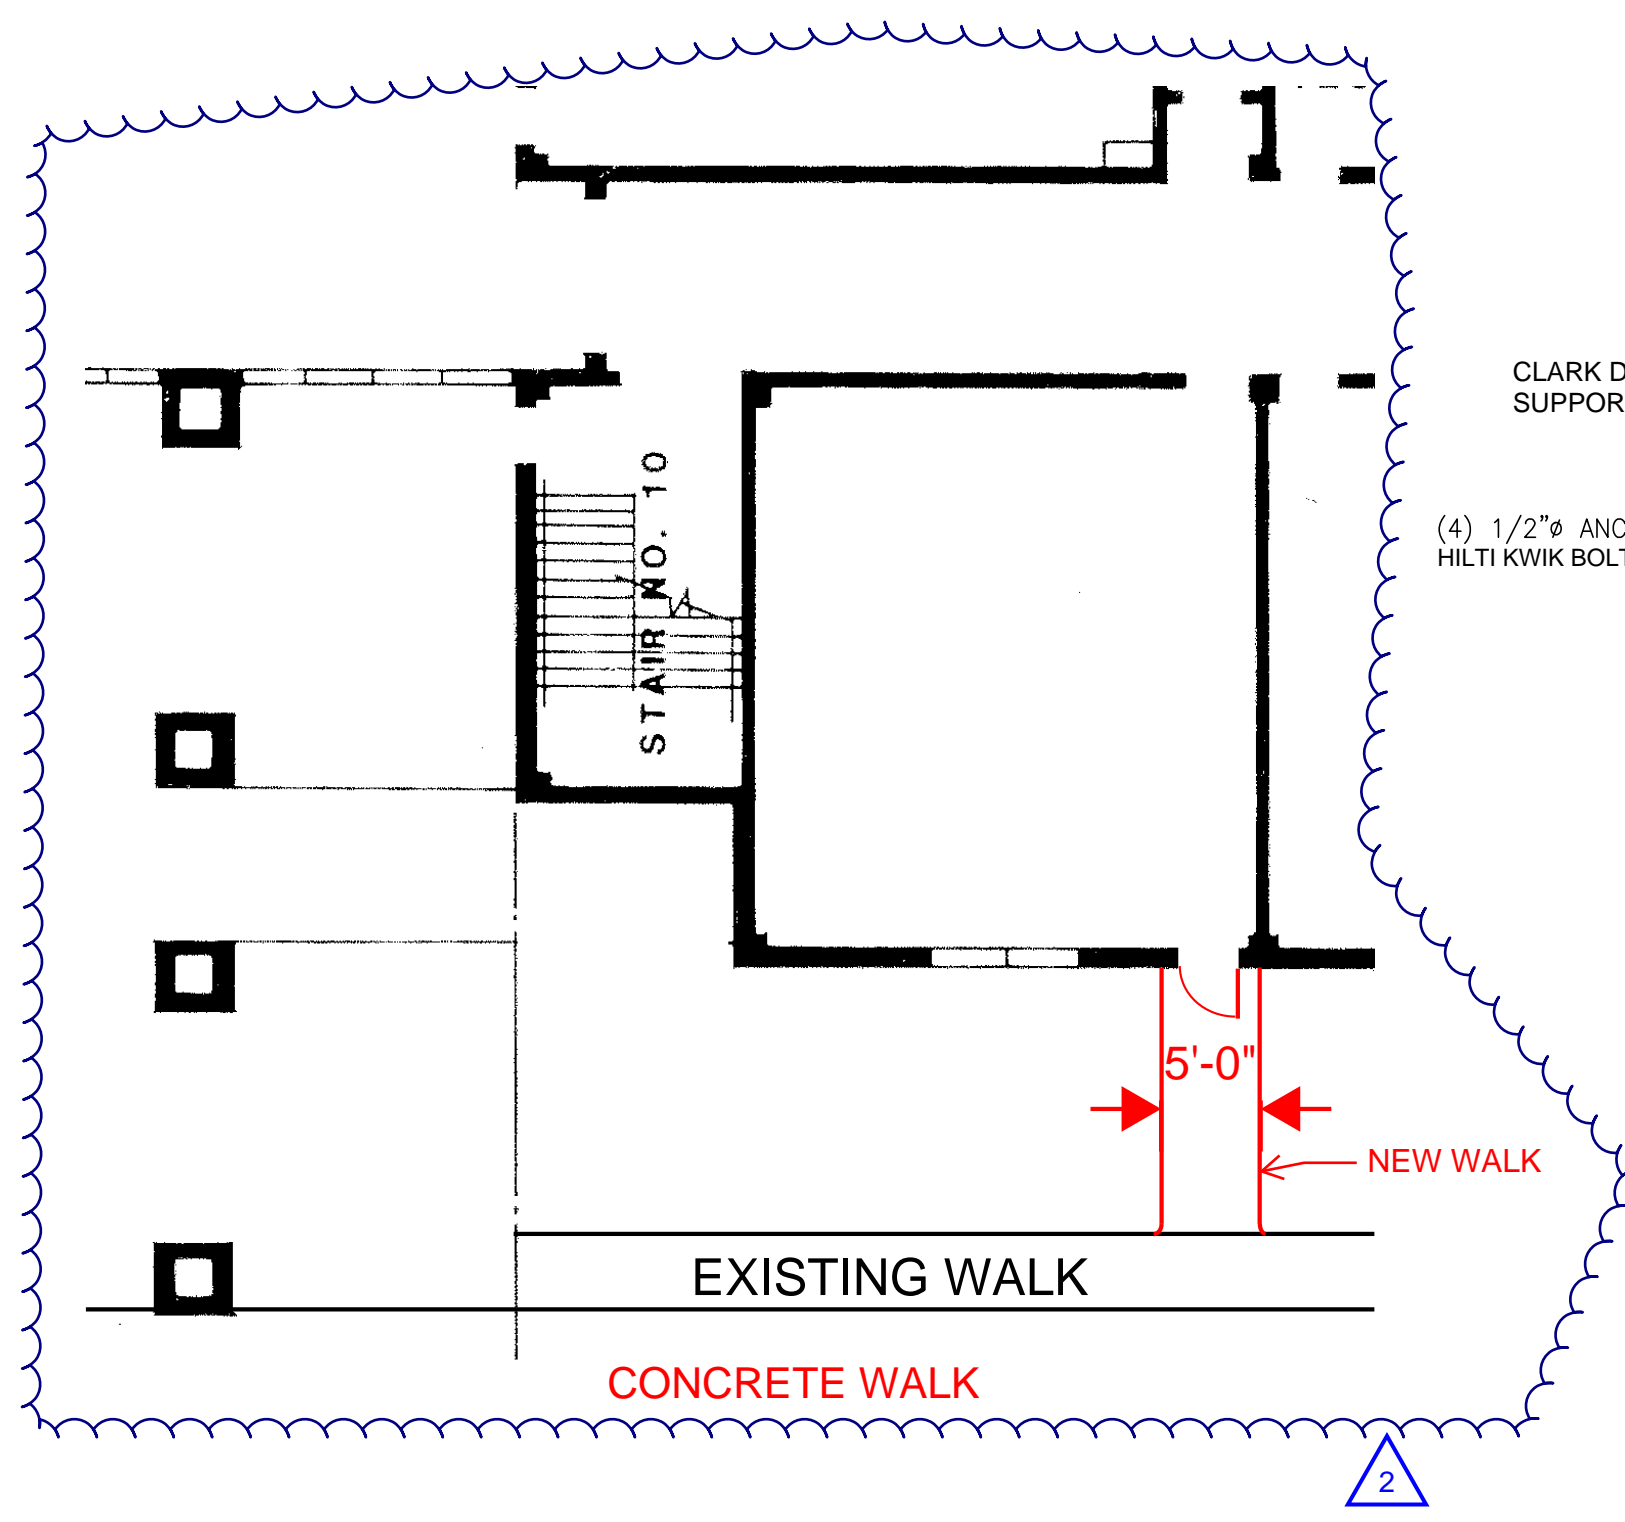 CLARK D
SUPPOR
(4) 1/2"ø ANC
HILTI KWIK BOLT
STAIR NO. 10
5'-0"
NEW WALK
EXISTING WALK
CONCRETE WALK
2